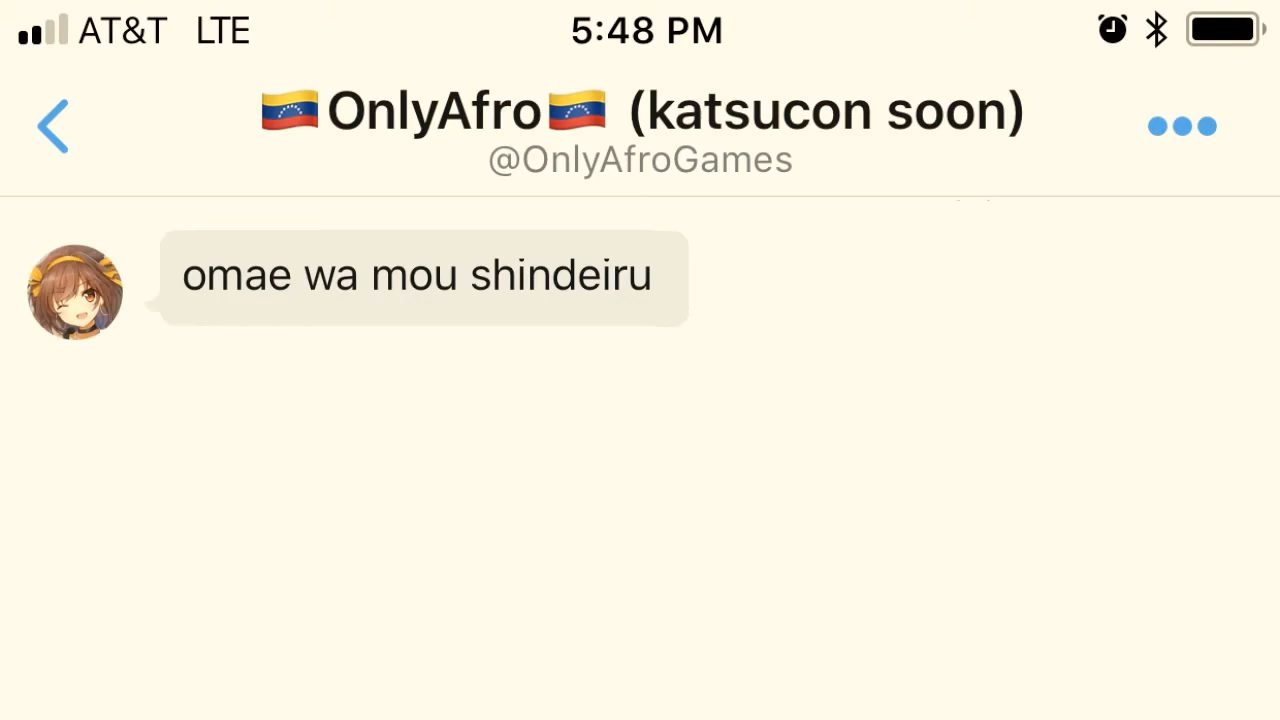 AT&T LTE 5:48 PM
🇻🇪OnlyAfro🇻🇪 (katsucon soon)
@OnlyAfroGames
omae wa mou shindeiru